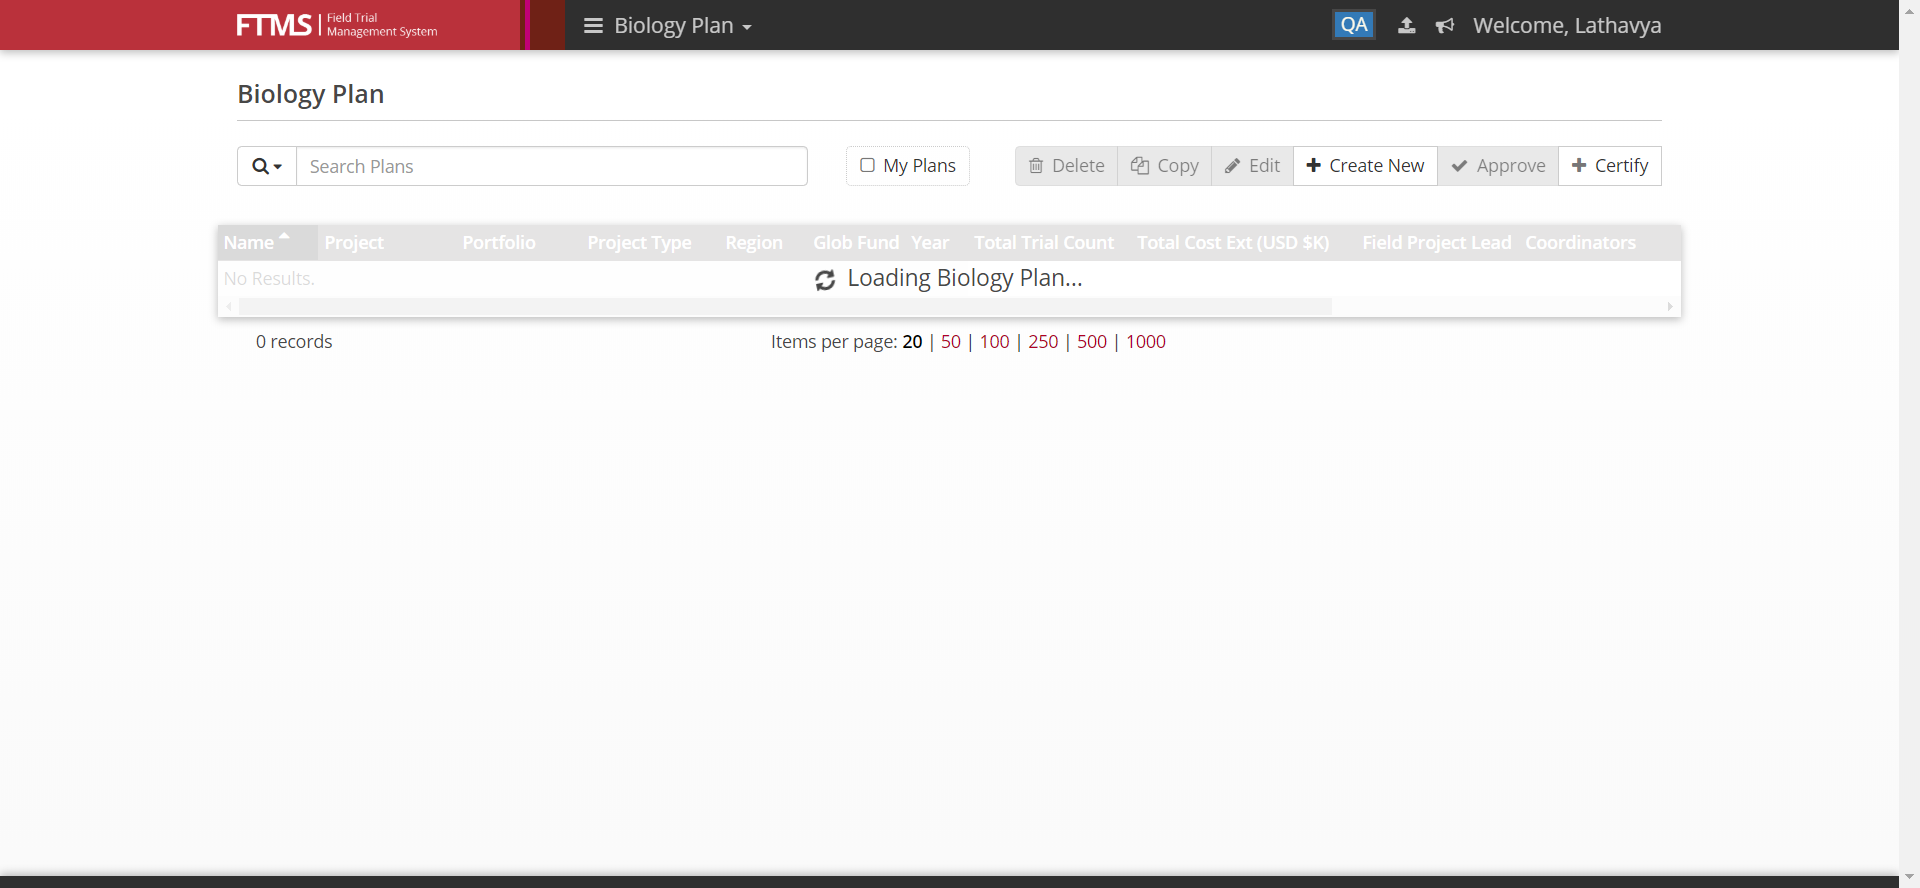 FTMS | Field Trial
Management System
Biology Plan
QA
Welcome, Lathavya
Biology Plan
Search Plans
My Plans
Delete
Copy
Edit
Create New
Approve
Certify
Name Project Portfolio Project Type Region Glob Fund Year Total Trial Count Total Cost Ext (USD $K) Field Project Lead Coordinators
No Results.
Loading Biology Plan...
0 records
Items per page: 20 | 50 | 100 | 250 | 500 | 1000